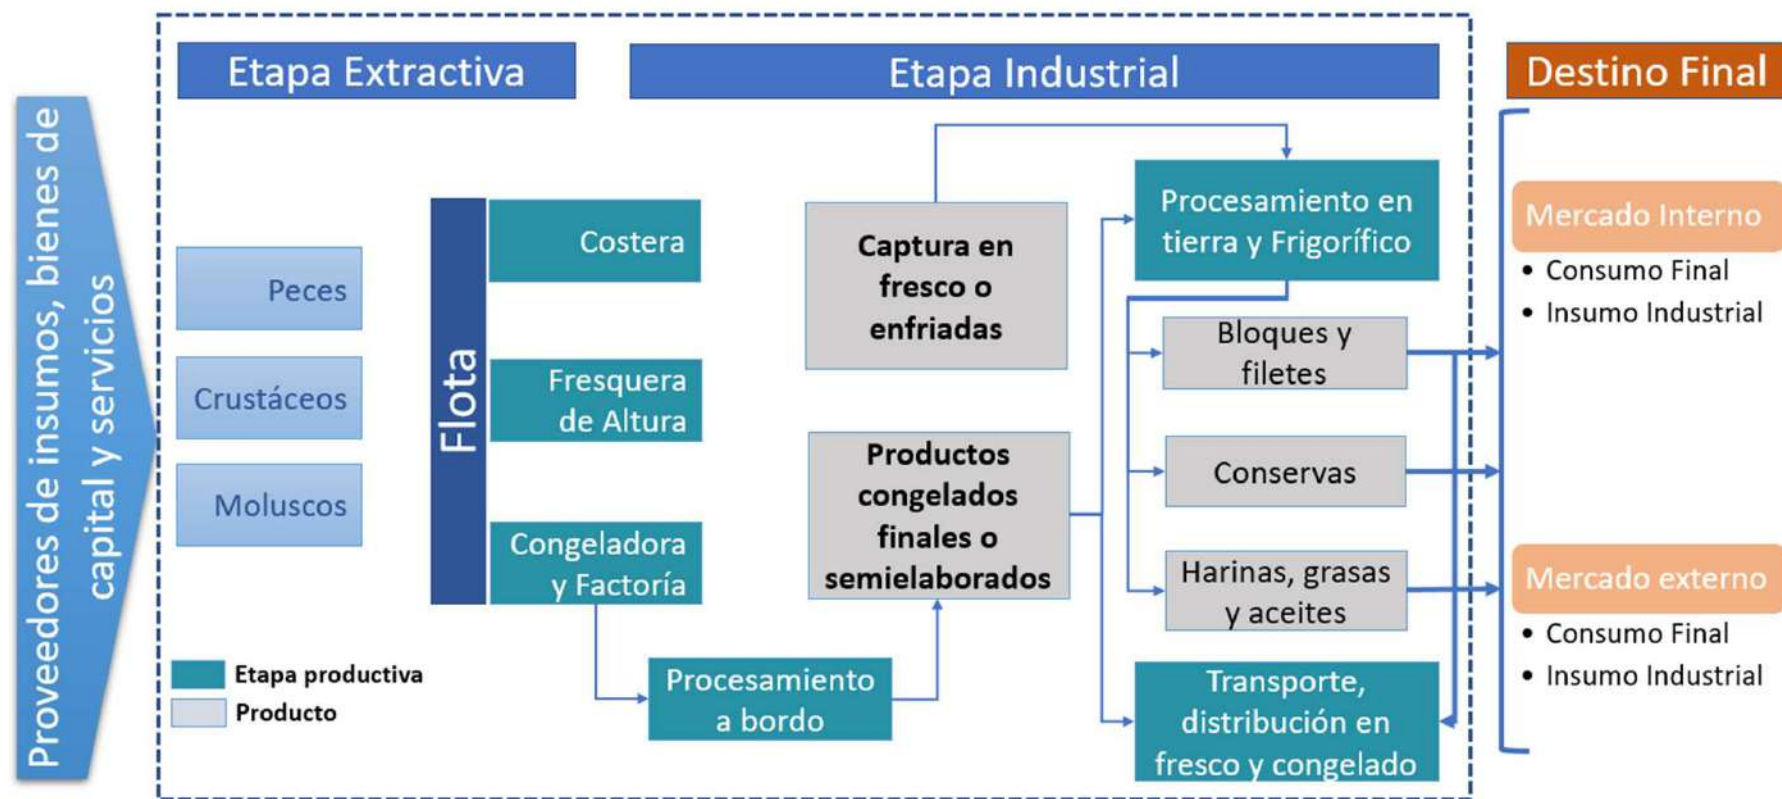 Proveedores de insumos, bienes de
capital y servicios
Etapa Extractiva
Peces
Crustáceos
Moluscos
Flota
Costera
Fresquera
de Altura
Congeladora
y Factoría
Etapa productiva
Producto
Etapa Industrial
Procesamiento
a bordo
Captura en
fresco o
enfriadas
Productos
congelados
finales o
semielaborados
Procesamiento en
tierra y Frigorífico
Bloques y
filetes
Conservas
Harinas, grasas
y aceites
Transporte,
distribución en
fresco y congelado
Destino Final
Mercado Interno
• Consumo Final
• Insumo Industrial
Mercado externo
• Consumo Final
• Insumo Industrial